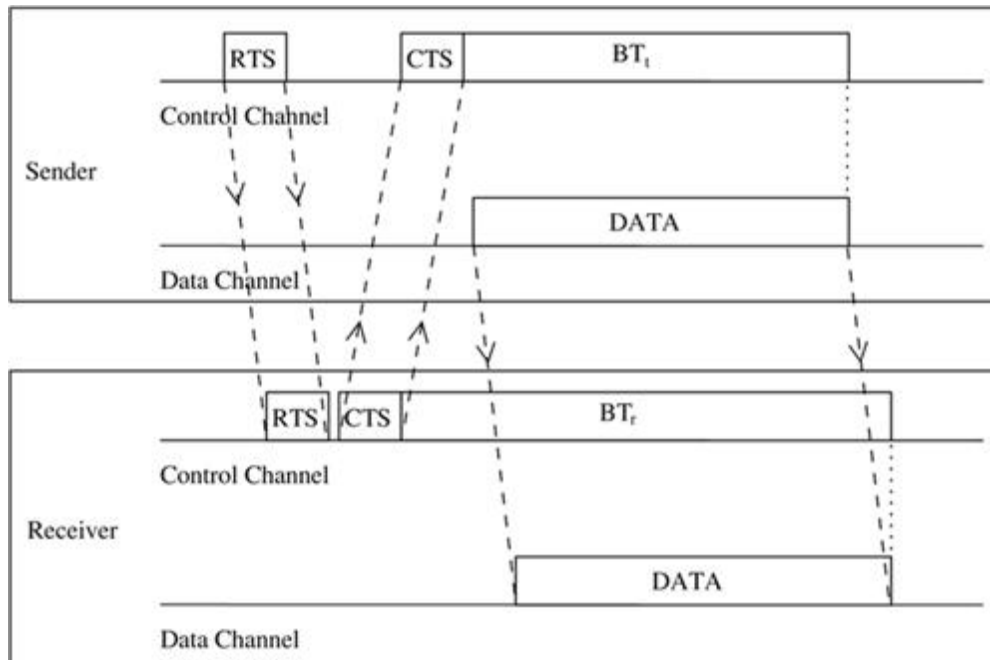 RTS CTS BTₜ
Control Channel
Sender
DATA
Data Channel
RTS CTS BTᵣ
Control Channel
Receiver
DATA
Data Channel